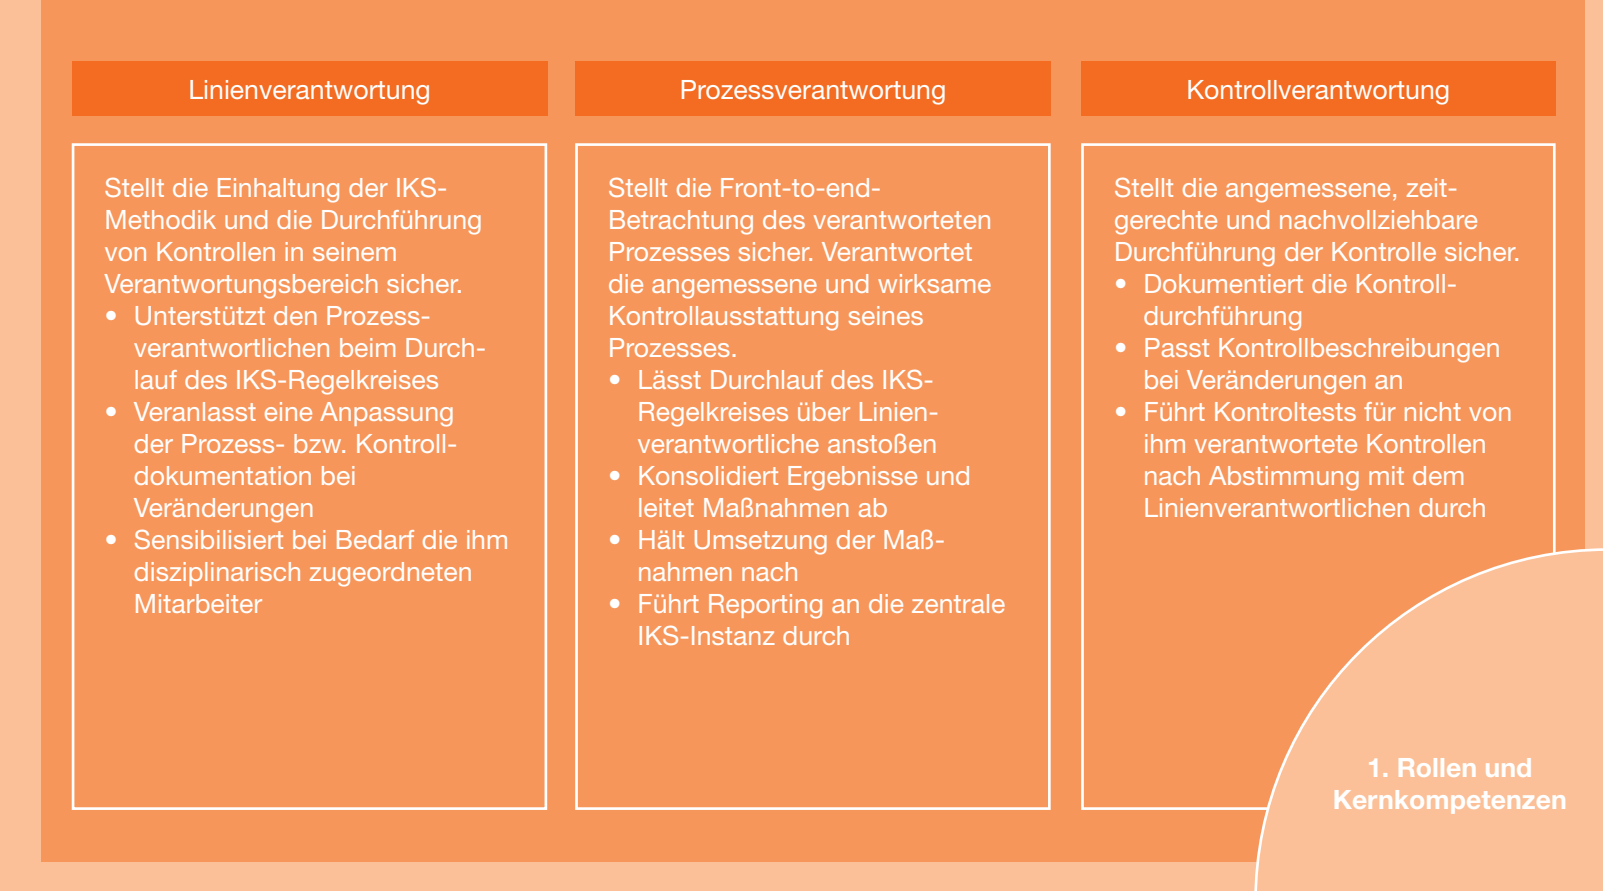 Linienverantwortung
Stellt die Einhaltung der IKS-
Methodik und die Durchführung
von Kontrollen in seinem
Verantwortungsbereich sicher.
• Unterstützt den Prozess-
verantwortlichen beim Durch-
lauf des IKS-Regelkreises
• Veranlasst eine Anpassung
der Prozess- bzw. Kontroll-
dokumentation bei
Veränderungen
• Sensibilisiert bei Bedarf die ihm
disziplinarisch zugeordneten
Mitarbeiter
Prozessverantwortung
Stellt die Front-to-end-
Betrachtung des verantworteten
Prozesses sicher. Verantwortet
die angemessene und wirksame
Kontrollausstattung seines
Prozesses.
• Lässt Durchlauf des IKS-
Regelkreises über Linien-
verantwortliche anstoßen
• Konsolidiert Ergebnisse und
leitet Maßnahmen ab
• Hält Umsetzung der Maß-
nahmen nach
• Führt Reporting an die zentrale
IKS-Instanz durch
Kontrollverantwortung
Stellt die angemessene, zeit-
gerechte und nachvollziehbare
Durchführung der Kontrolle sicher.
• Dokumentiert die Kontroll-
durchführung
• Passt Kontrollbeschreibungen
bei Veränderungen an
• Führt Kontroltests für nicht von
ihm verantwortete Kontrollen
nach Abstimmung mit dem
Linienverantwortlichen durch
1. Rollen und
Kernkompetenzen